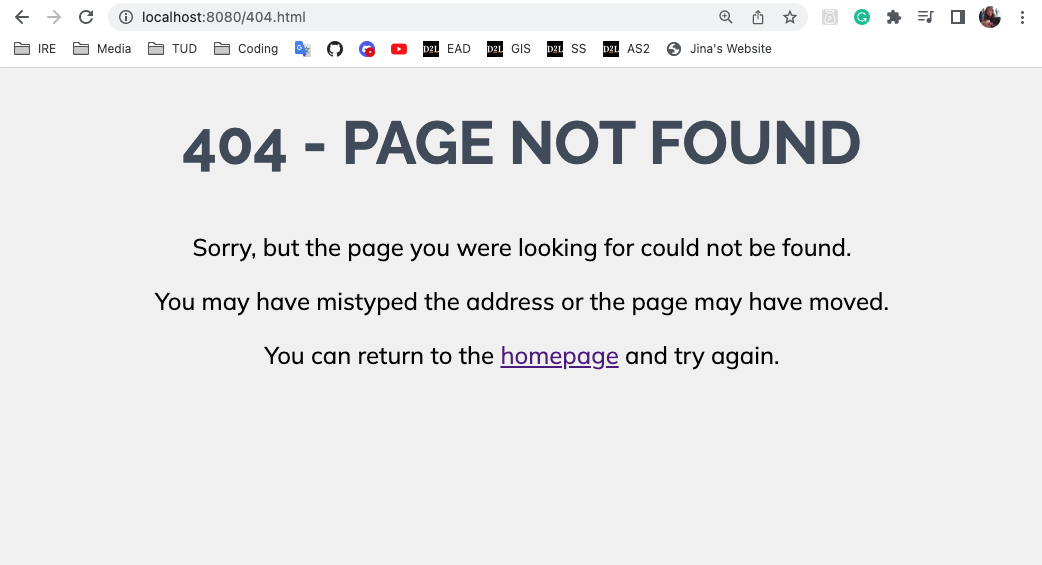 localhost:8080/404.html
IRE Media TUD Coding D2L EAD D2L GIS D2L SS D2L AS2 Jina's Website
404 - PAGE NOT FOUND
Sorry, but the page you were looking for could not be found.
You may have mistyped the address or the page may have moved.
You can return to the homepage and try again.